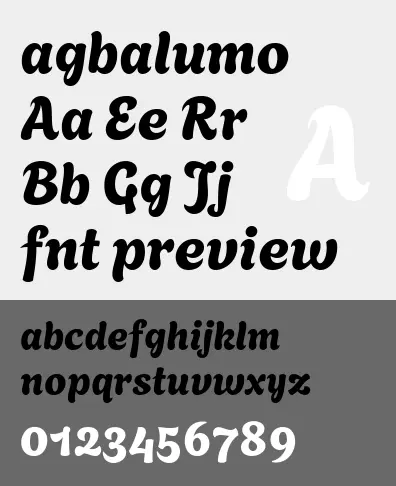 agbalumo
Aa Ee Rr
A
Bb Gg Jj
fnt preview
abcdefghijklm
nopqrstuvwxyz
0123456789